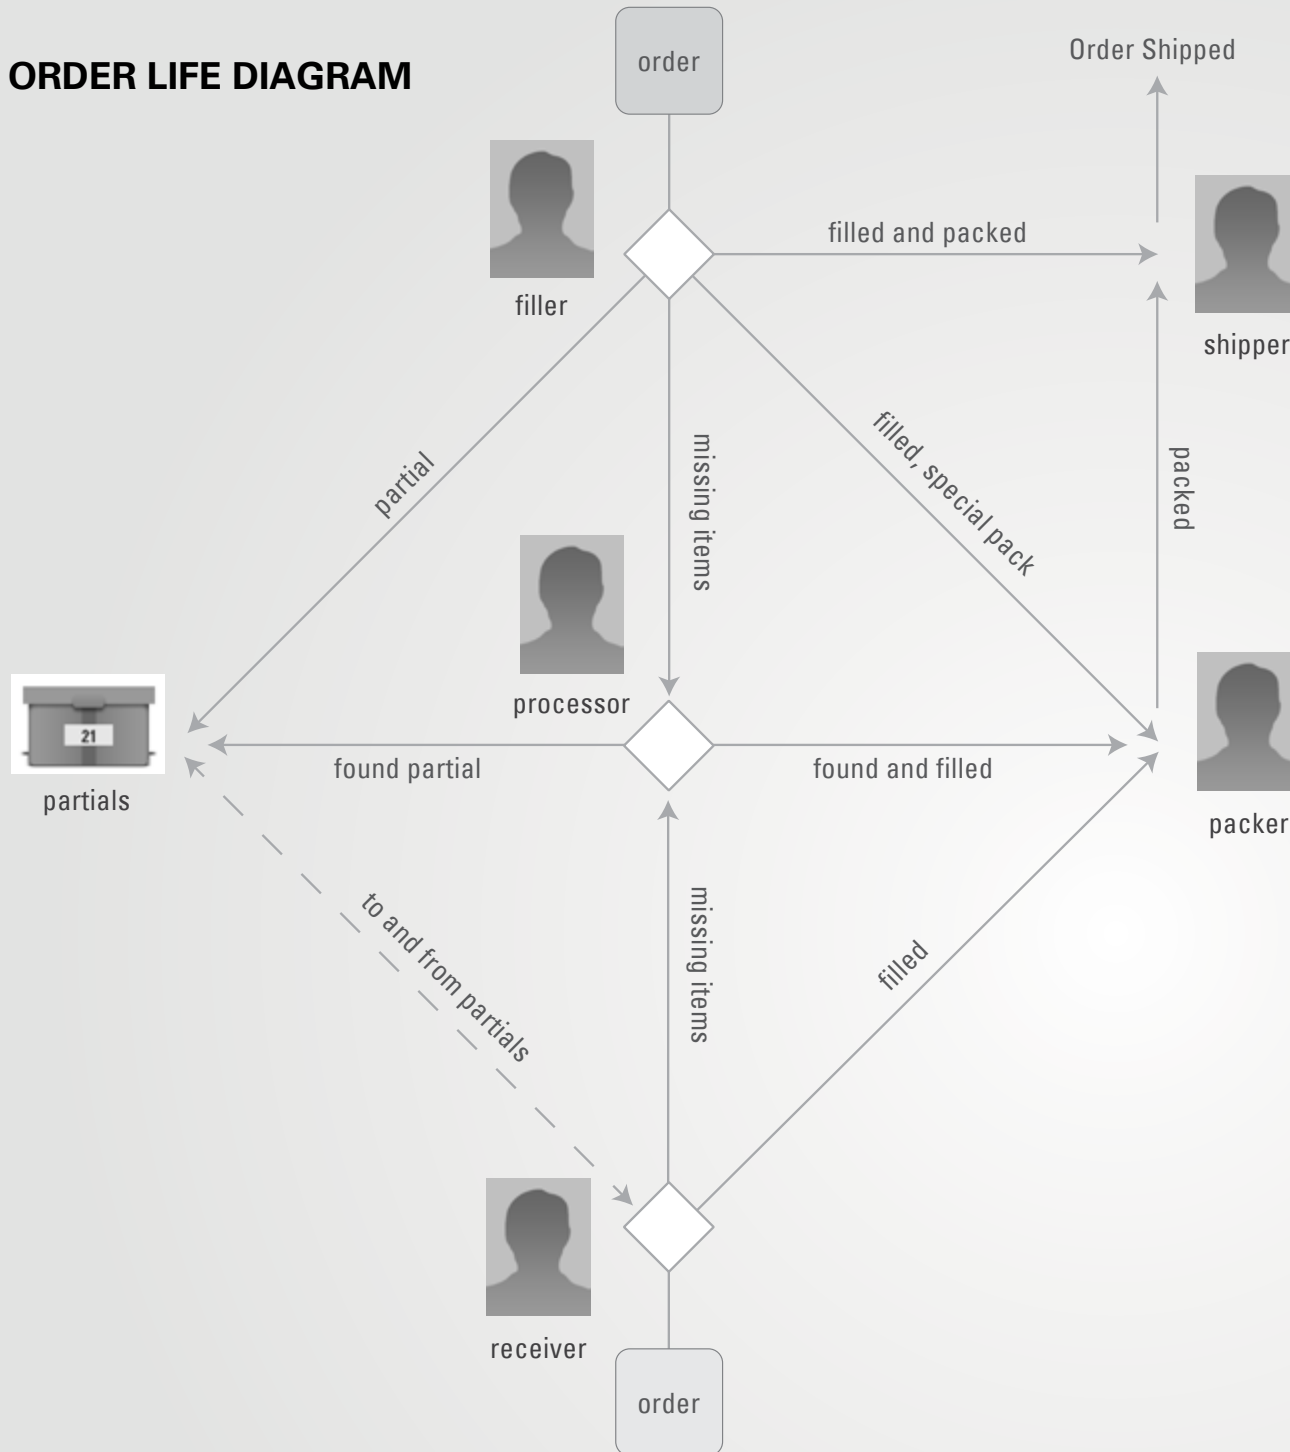 order
Order Shipped
ORDER LIFE DIAGRAM
filled and packed
filler
shipper
partial
missing items
filled, special pack
packed
processor
21
found partial
found and filled
partials
packer
to and from partials
missing items
filled
receiver
order